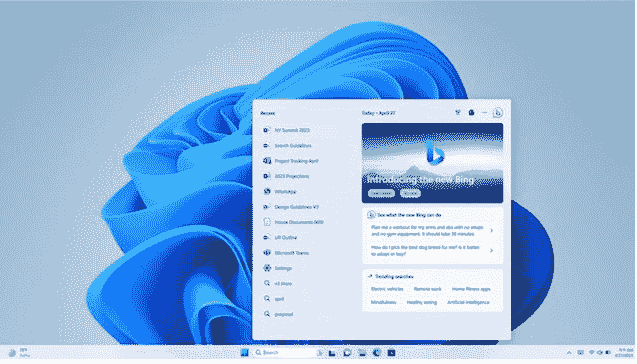 Recent
NY Summit 2023
Search Guidelines
Project Tracking April
2023 Projections
WhatsApp
Design Guidelines V2
House Documents
UR Outline
Microsoft Teams
Settings
april
proposal
Today • April 27
Introducing the new Bing
See what the new Bing can do
Plan me a workout for my arms and abs with no situps
and no gym equipment. It should take 30 minutes
How do I pick the best dog breed for me? Is it better
to adopt or buy?
Trending searches
Electric vehicles
Remote work
Home fitness apps
Mindfulness
Healthy eating
Artificial intelligence
Search